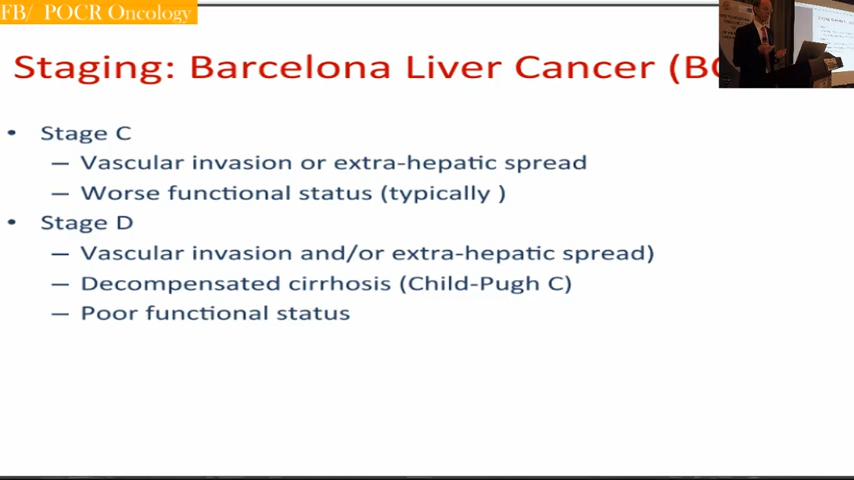 FB/ POCR Oncology
Staging: Barcelona Liver Cancer
• Stage C
– Vascular invasion or extra-hepatic spread
– Worse functional status (typically )
• Stage D
– Vascular invasion and/or extra-hepatic spread)
– Decompensated cirrhosis (Child-Pugh C)
– Poor functional status